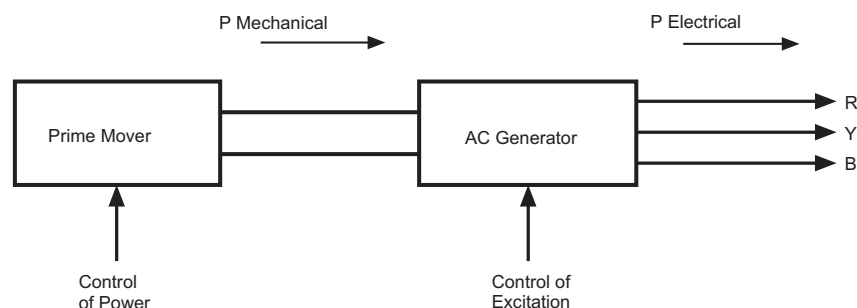 P Mechanical
P Electrical
Prime Mover
AC Generator
R
Y
B
Control
of Power
Control of
Excitation